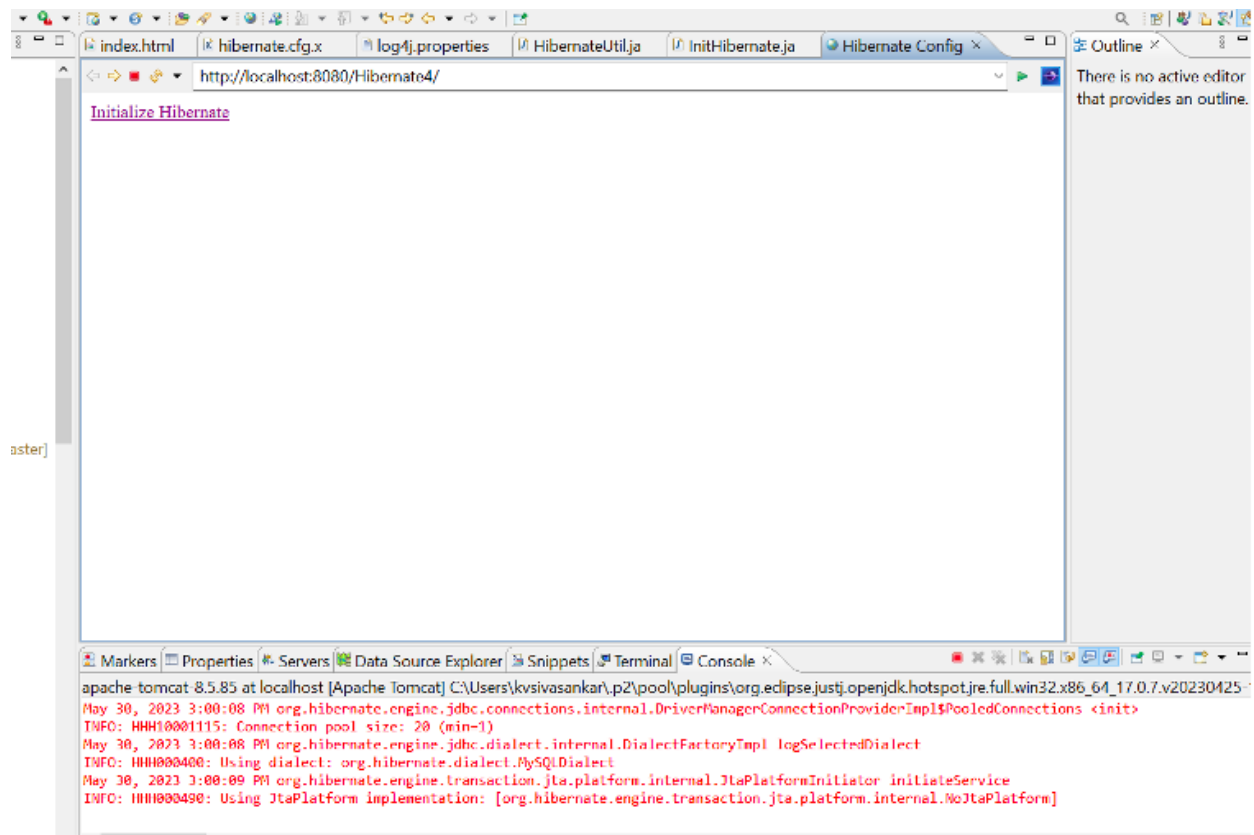 index.html hibernate.cfg.x log4j.properties HibernateUtil.ja InitHibernate.ja Hibernate Config Outline
http://localhost:8080/Hibernate4/ There is no active editor
that provides an outline.
Initialize Hibernate
aster]
Markers Properties Servers Data Source Explorer Snippets Terminal Console
apache-tomcat-8.5.85 at localhost [Apache Tomcat] C:\Users\kvsivasankar\.p2\pool\plugins\org.eclipse.justj.openjdk.hotspot.jre.full.win32.x86_64_17.0.7.v20230425-
May 30, 2023 3:00:08 PM org.hibernate.engine.jdbc.connections.internal.DriverManagerConnectionProviderImpl$PooledConnections <init>
INFO: HHH10001115: Connection pool size: 20 (min=1)
May 30, 2023 3:00:08 PM org.hibernate.engine.jdbc.dialect.internal.DialectFactoryImpl logSelectedDialect
INFO: HHH000400: Using dialect: org.hibernate.dialect.MySQLDialect
May 30, 2023 3:00:09 PM org.hibernate.engine.transaction.jta.platform.internal.JtaPlatformInitiator initiateService
INFO: HHH000490: Using JtaPlatform implementation: [org.hibernate.engine.transaction.jta.platform.internal.NoJtaPlatform]